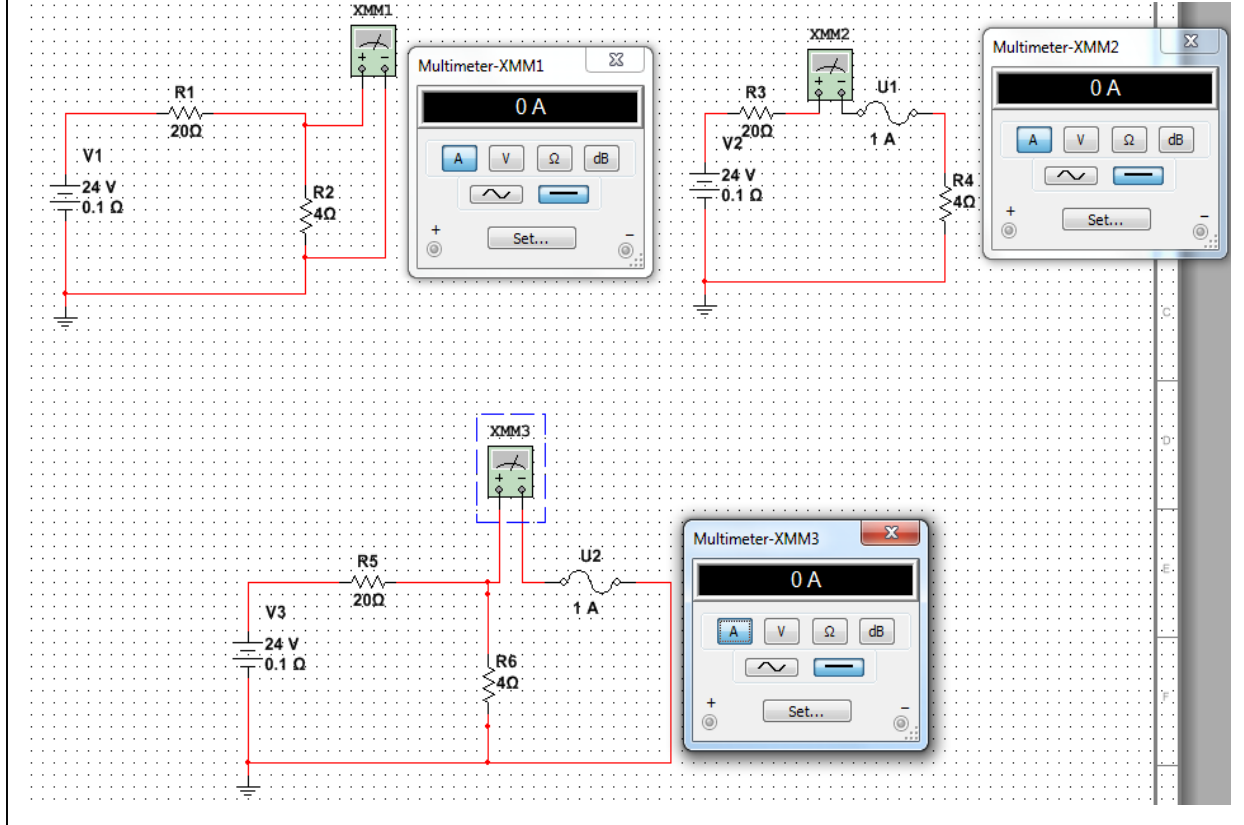 XMM1
Multimeter-XMM1
0 A
A V Ω dB
+ -
Set...
R1
20Ω
V1
24 V
0.1 Ω
R2
4Ω
+ -
XMM2
Multimeter-XMM2
0 A
A V Ω dB
+ -
Set...
R3
20Ω
U1
1 A
V2
24 V
0.1 Ω
R4
4Ω
+ -
C
D
E
F
XMM3
Multimeter-XMM3
0 A
A V Ω dB
+ -
Set...
R5
20Ω
U2
1 A
V3
24 V
0.1 Ω
R6
4Ω
+ -